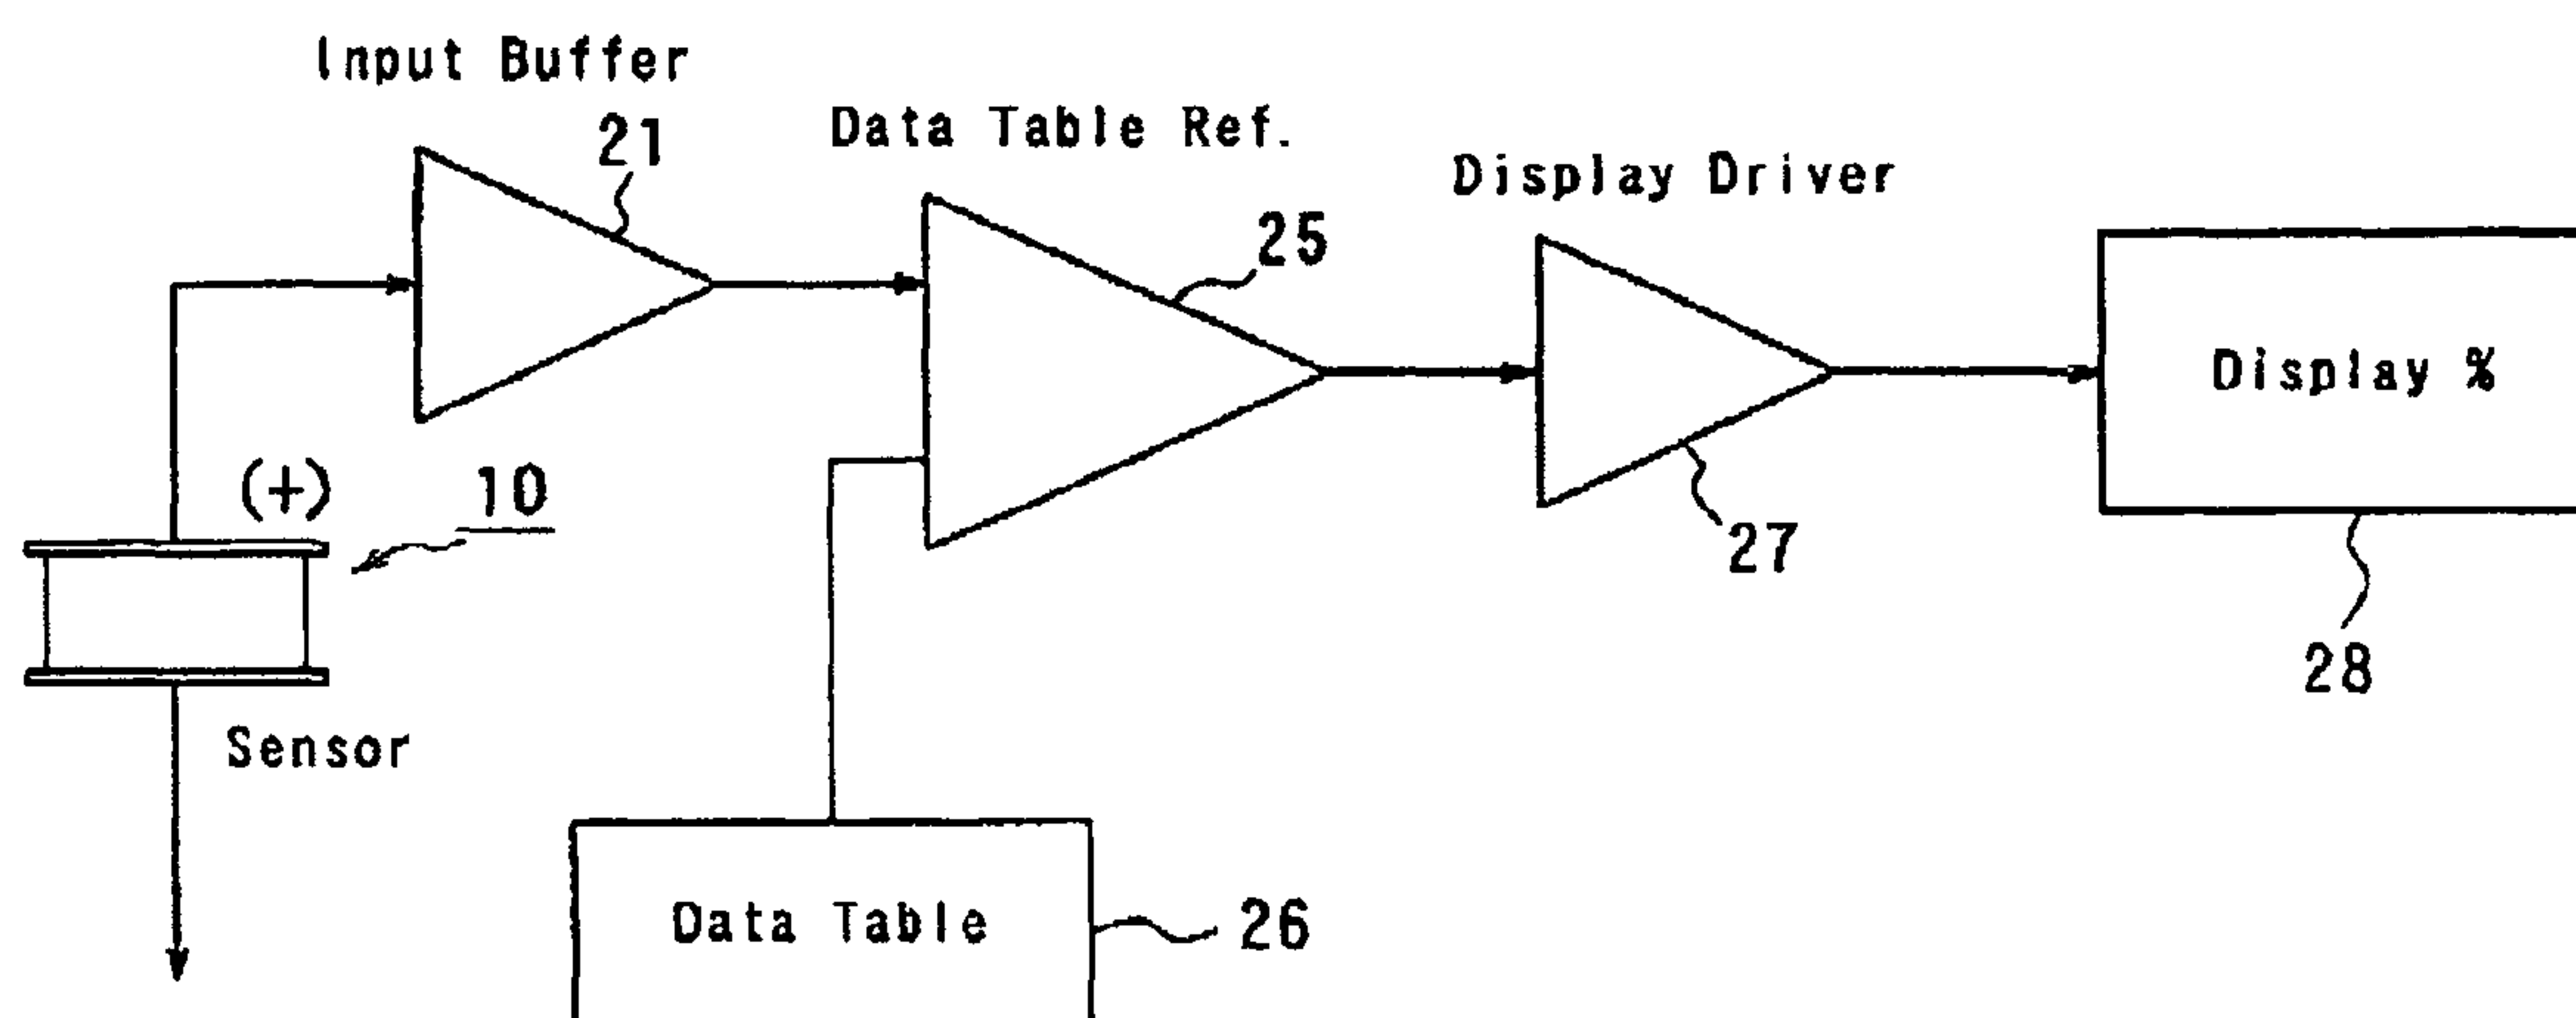 Input Buffer
21
Data Table Ref.
25
Display Driver
27
Display %
28
(+)
10
Sensor
Data Table
26